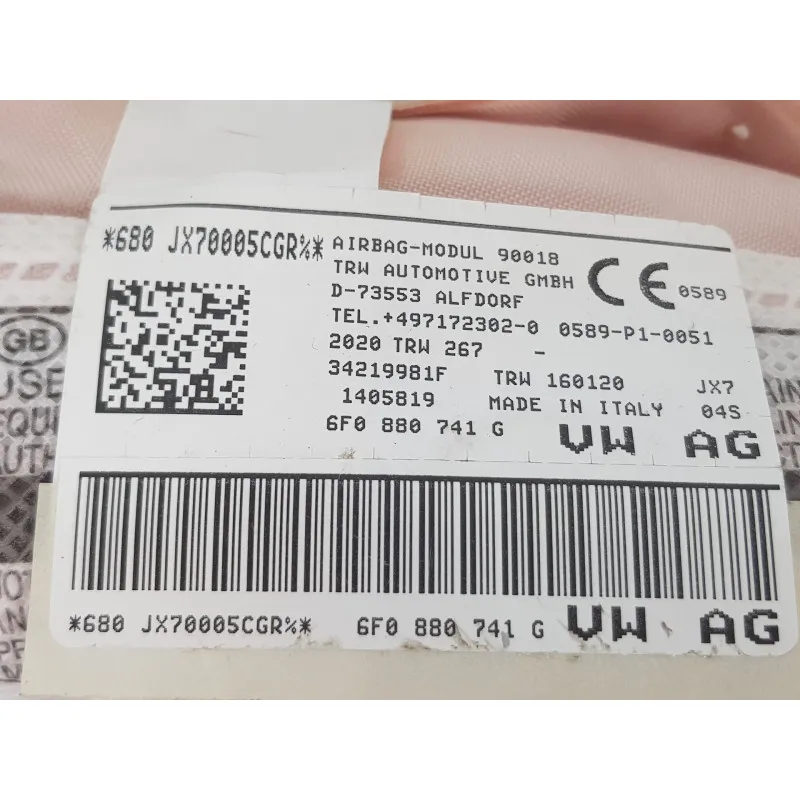 *680 JX70005CGR%*
AIRBAG-MODUL 90018
TRW AUTOMOTIVE GMBH
CE 0589
D-73553 ALFDORF
TEL.+497172302-0 0589-P1-0051
2020 TRW 267 -
34219981F TRW 160120 JX7
1405819 MADE IN ITALY 04S
6F0 880 741 G VW AG
*680 JX70005CGR%* 6F0 880 741 G VW AG
GB
USE